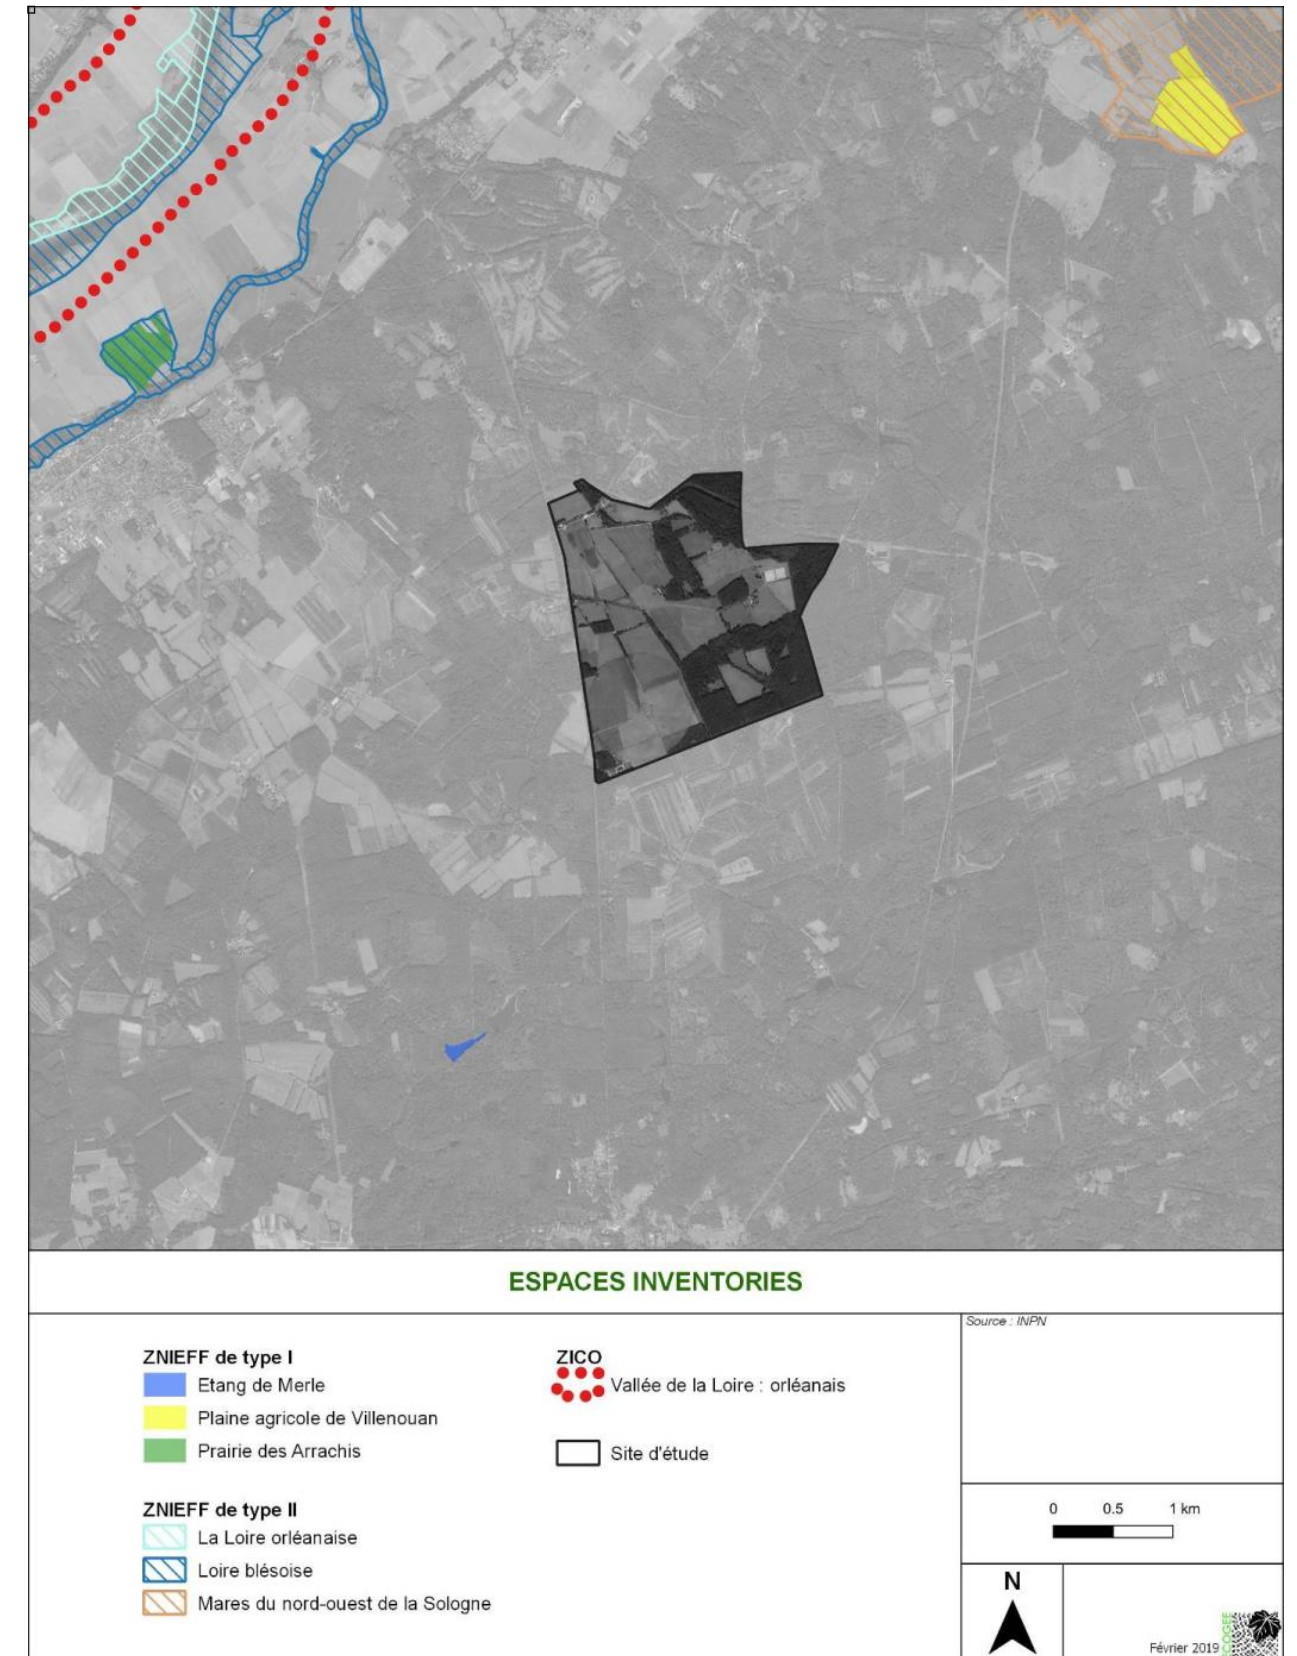 ESPACES INVENTORIES
ZNIEFF de type I
Etang de Merle
Plaine agricole de Villenouan
Prairie des Arrachis
ZNIEFF de type II
La Loire orléanaise
Loire blésoise
Mares du nord-ouest de la Sologne
ZICO
Vallée de la Loire : orléanais
Site d'étude
Source : INPN
0 0.5 1 km
N
Février 2019
ECOGEE